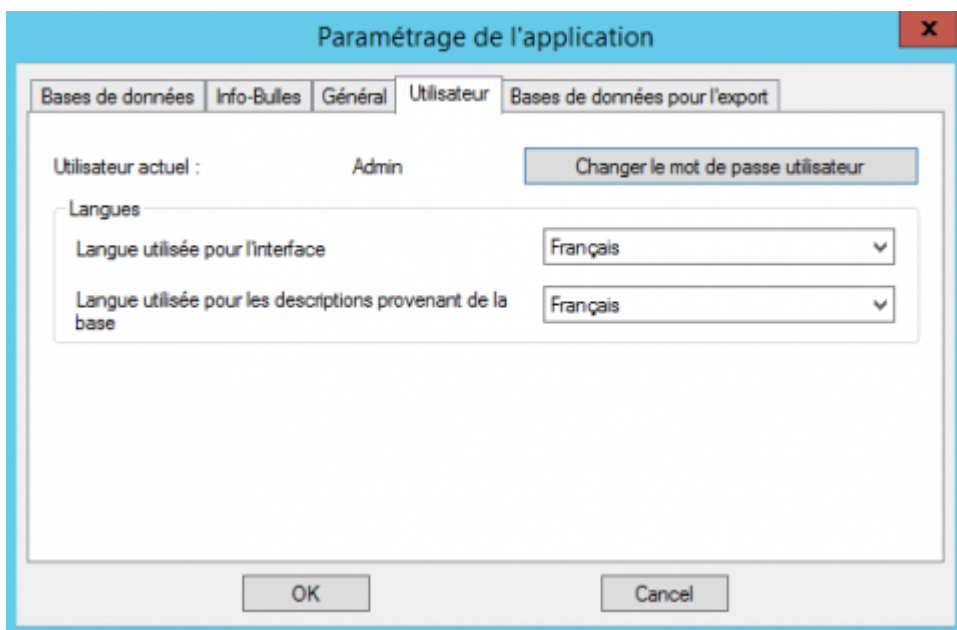 Paramétrage de l'application
x
Bases de données Info-Bulles Général Utilisateur Bases de données pour l'export
Utilisateur actuel : Admin Changer le mot de passe utilisateur
Langues
Langue utilisée pour l'interface Français
Langue utilisée pour les descriptions provenant de la Français
base
OK Cancel